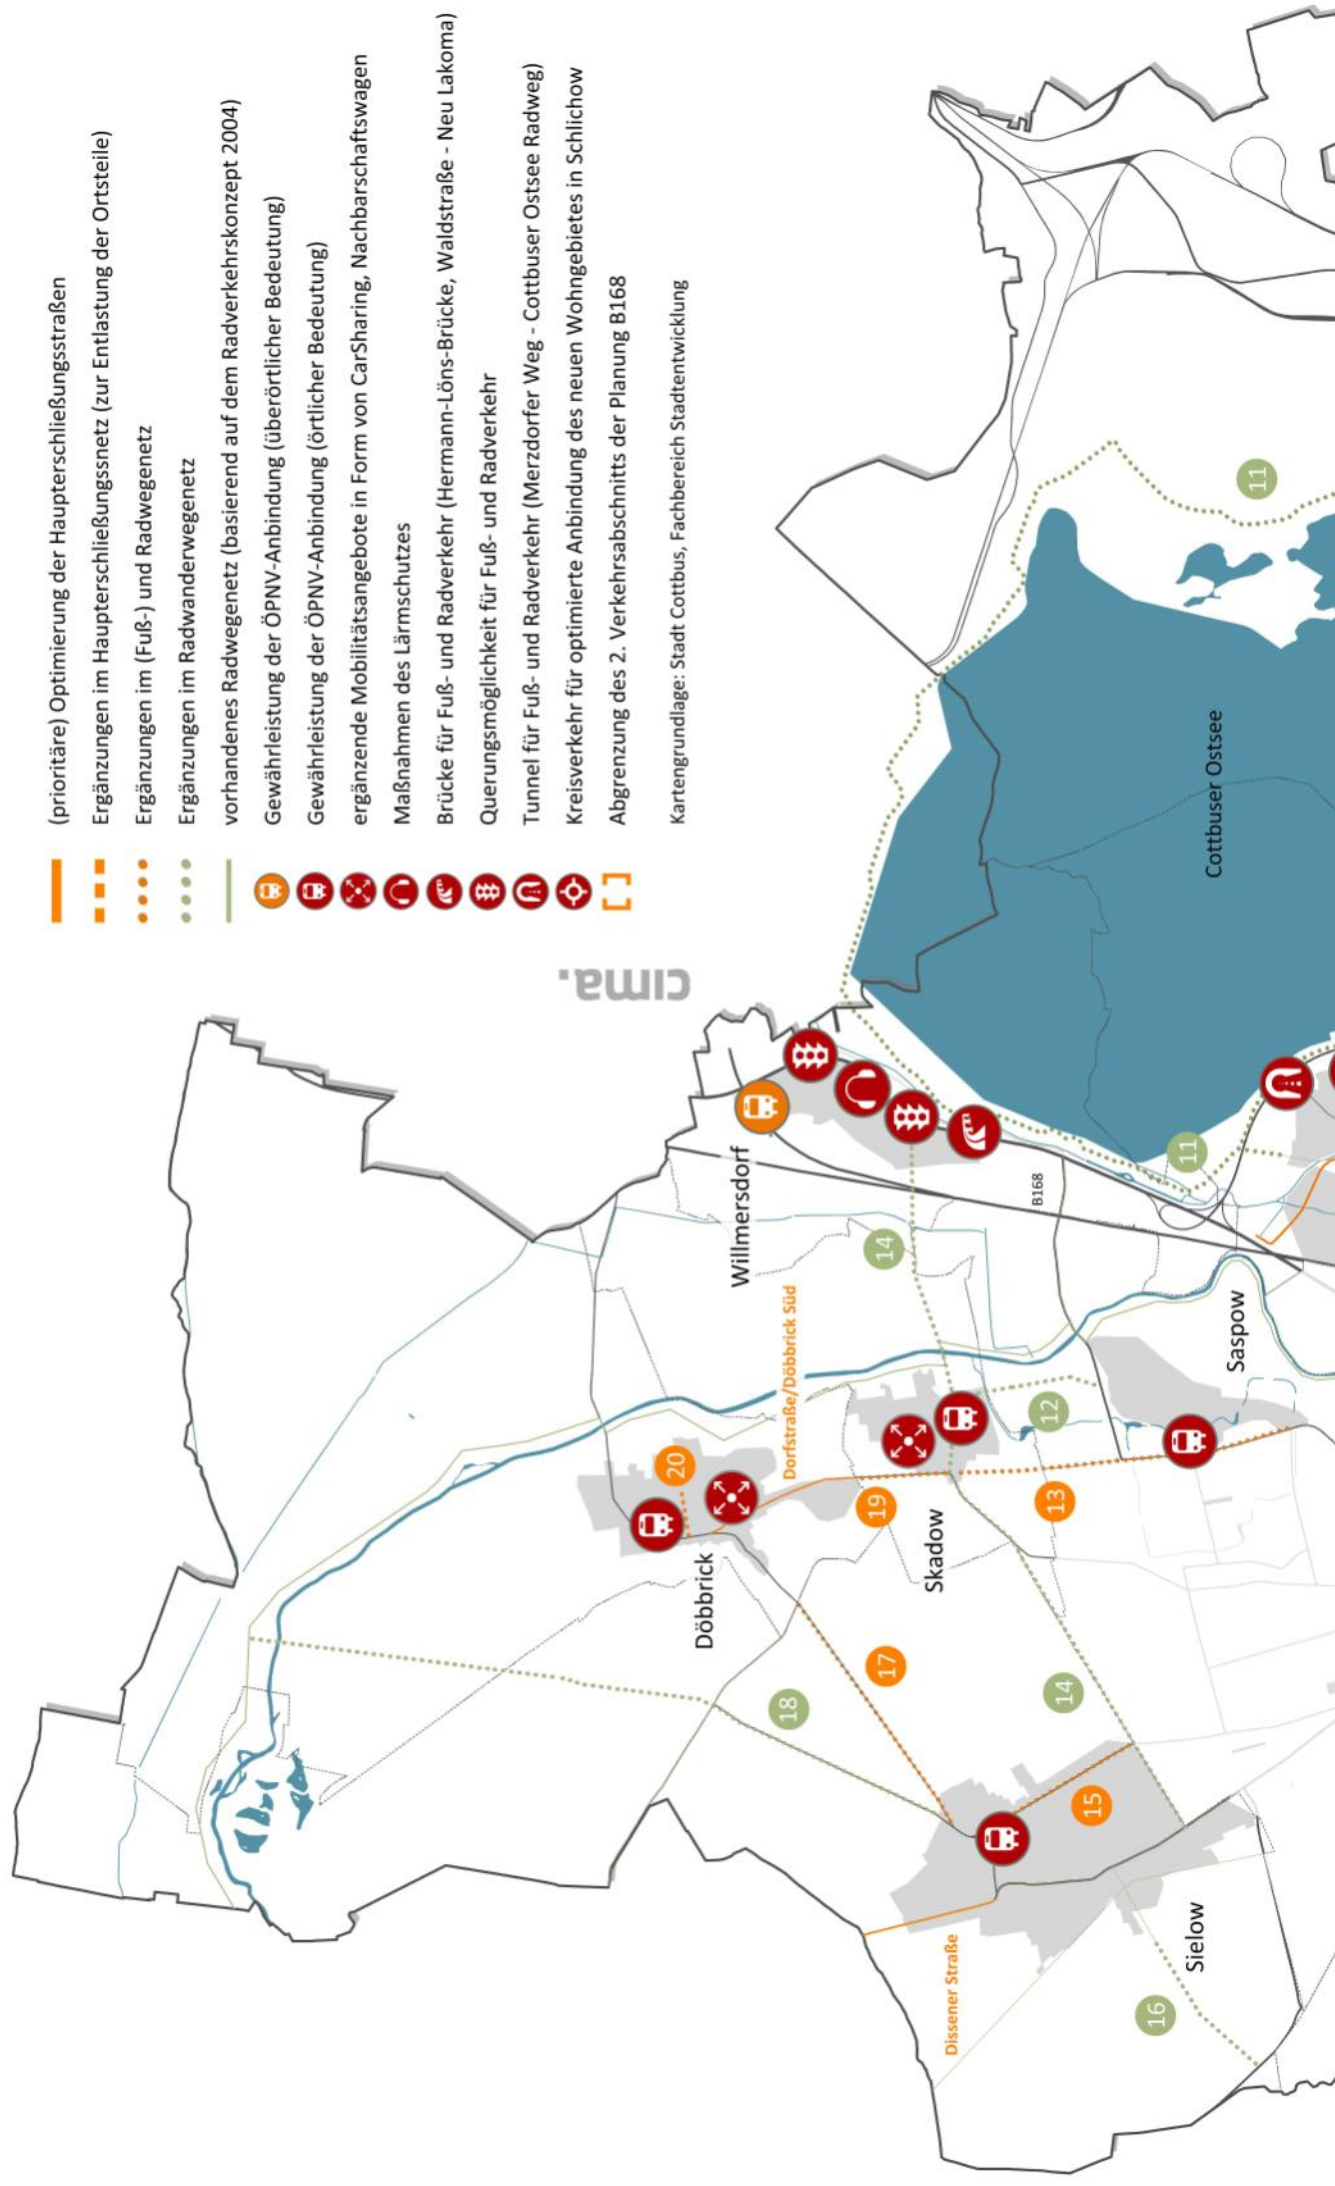 (prioritäre) Optimierung der Haupterschließungsstraßen
Ergänzungen im Haupterschließungssnetz (zur Entlastung der Ortsteile)
Ergänzungen im (Fuß-) und Radwegenetz
Ergänzungen im Radwanderwegenetz
vorhandenes Radwegenetz (basierend auf dem Radverkehrskonzept 2004)
Gewährleistung der ÖPNV-Anbindung (überörtlicher Bedeutung)
Gewährleistung der ÖPNV-Anbindung (örtlicher Bedeutung)
ergänzende Mobilitätsangebote in Form von CarSharing, Nachbarschaftswagen
Maßnahmen des Lärmschutzes
Brücke für Fuß- und Radverkehr (Hermann-Löns-Brücke, Waldstraße - Neu Lakoma)
Querungsmöglichkeit für Fuß- und Radverkehr
Tunnel für Fuß- und Radverkehr (Merzdorfer Weg - Cottbuser Ostsee Radweg)
Kreisverkehr für optimierte Anbindung des neuen Wohngebietes in Schlichow
Abgrenzung des 2. Verkehrsabschnitts der Planung B168
Kartengrundlage: Stadt Cottbus, Fachbereich Stadtentwicklung
cima.
Döbbrick
20
Willmersdorf
Dorfstraße/Döbbrick Süd
18
17
19
14
Skadow
Dissener Straße
B168
12
13
14
15
16
Sielow
Saspow
11
Cottbuser Ostsee
11